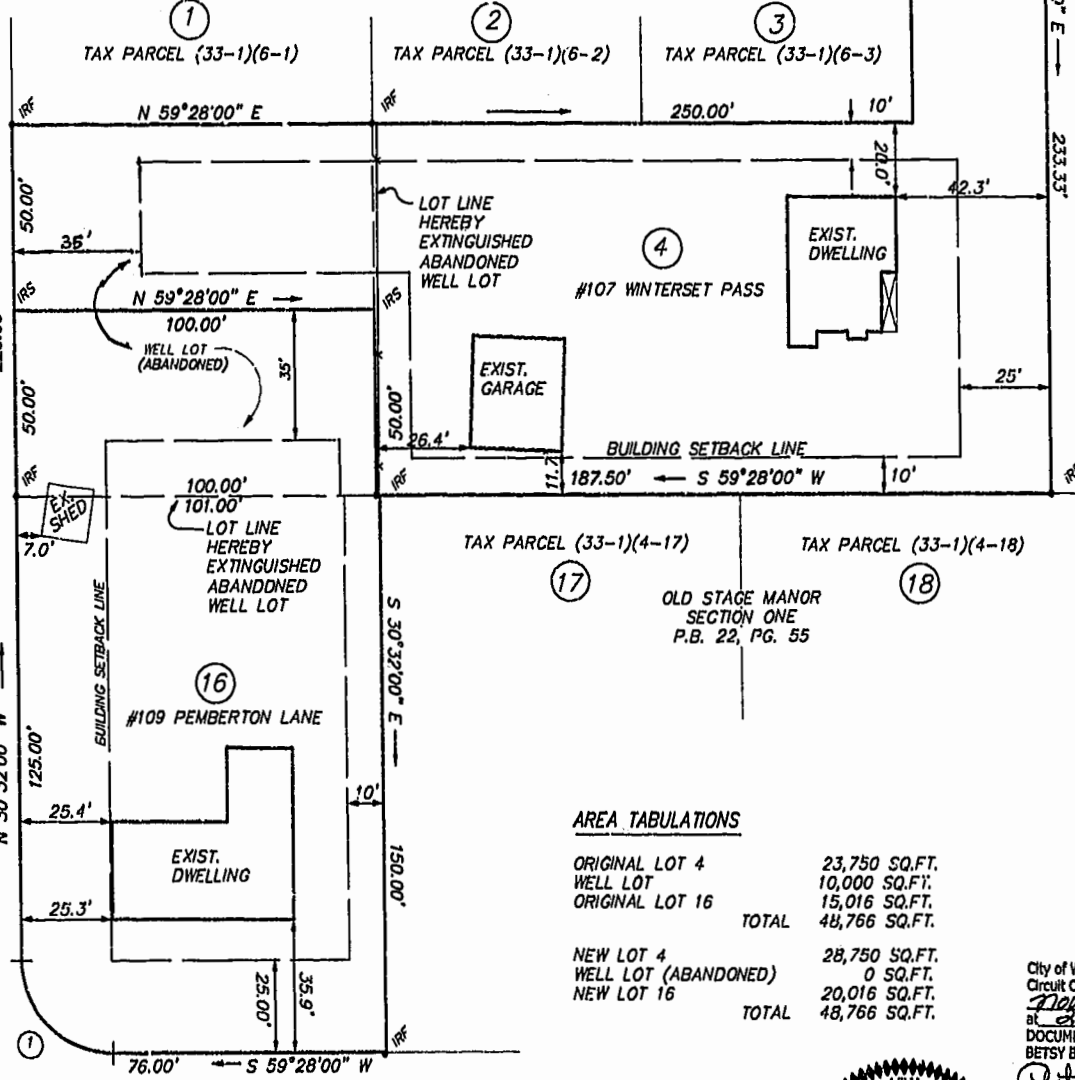 1
2
3
TAX PARCEL (33-1)(6-1)
TAX PARCEL (33-1)(6-2)
TAX PARCEL (33-1)(6-3)
" E
IRF
N 59°28'00" E
IRF
250.00'
10'
233.33'
50.00'
20.0'
42.3'
35'
LOT LINE
HEREBY
EXTINGUISHED
ABANDONED
WELL LOT
4
#107 WINTERSET PASS
EXIST.
DWELLING
IRS
N 59°28'00" E
IRS
100.00'
WELL LOT
(ABANDONED)
35'
EXIST.
GARAGE
25'
50.00'
50.00'
26.4'
BUILDING SETBACK LINE
IRF
100.00'
101.00'
IRF
11.7
187.50'
S 59°28'00" W
10'
EX.
SHED
7.0'
LOT LINE
HEREBY
EXTINGUISHED
ABANDONED
WELL LOT
TAX PARCEL (33-1)(4-17)
TAX PARCEL (33-1)(4-18)
17
18
OLD STAGE MANOR
SECTION ONE
P.B. 22, PG. 55
BUILDING SETBACK LINE
S 30°32'00" E
16
#109 PEMBERTON LANE
N 30°32'00" W
125.00'
10'
25.4'
EXIST.
DWELLING
150.00'
25.3'
25.00'
35.9'
1
76.00'
S 59°28'00" W
IRF
AREA TABULATIONS
ORIGINAL LOT 4 23,750 SQ.FT.
WELL LOT 10,000 SQ.FT.
ORIGINAL LOT 16 15,016 SQ.FT.
TOTAL 48,766 SQ.FT.
NEW LOT 4 28,750 SQ.FT.
WELL LOT (ABANDONED) 0 SQ.FT.
NEW LOT 16 20,016 SQ.FT.
TOTAL 48,766 SQ.FT.
City of
Circuit
at
DOCUM
BETSY B